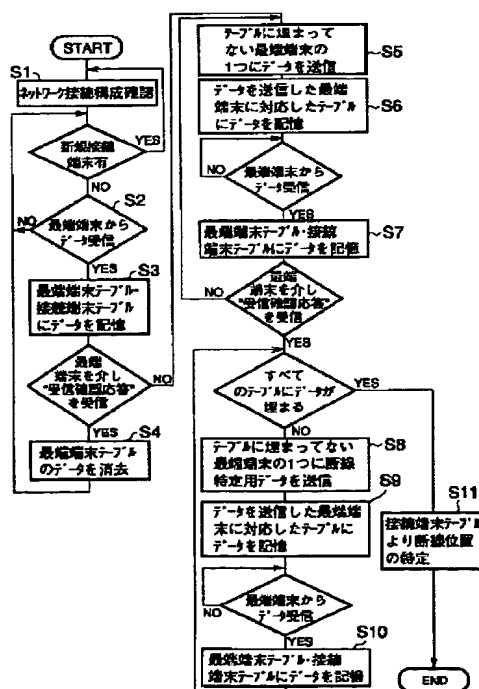 START
S1
ネットワーク接続構成確認
新規接続
端末有
YES
NO
S2
最端端末から
データ受信
NO
YES
S3
最端端末テーブル・
接続端末テーブル
にデータを記憶
最端
端末を介し
"受信確認応答"
を受信
NO
YES
S4
最端端末テーブル
のデータを消去
テーブルに埋まって
ない最端端末の
1つにデータを送信
S5
データを送信した最端
端末に対応したテーブル
にデータを記憶
S6
最端端末から
データ受信
NO
YES
S7
最端端末テーブル・接続
端末テーブルにデータを記憶
最端
端末を介し
"受信確認応答"
を受信
NO
YES
すべて
のテーブルにデータが
埋まる
YES
NO
S8
テーブルに埋まってない
最端端末の1つに断線
特定用データを送信
S9
データを送信した最端端
末に対応したテーブルに
データを記憶
最端端末から
データ受信
NO
YES
S10
最端端末テーブル・接続
端末テーブルにデータを記憶
S11
接続端末テーブル
より断線位置
の特定
END